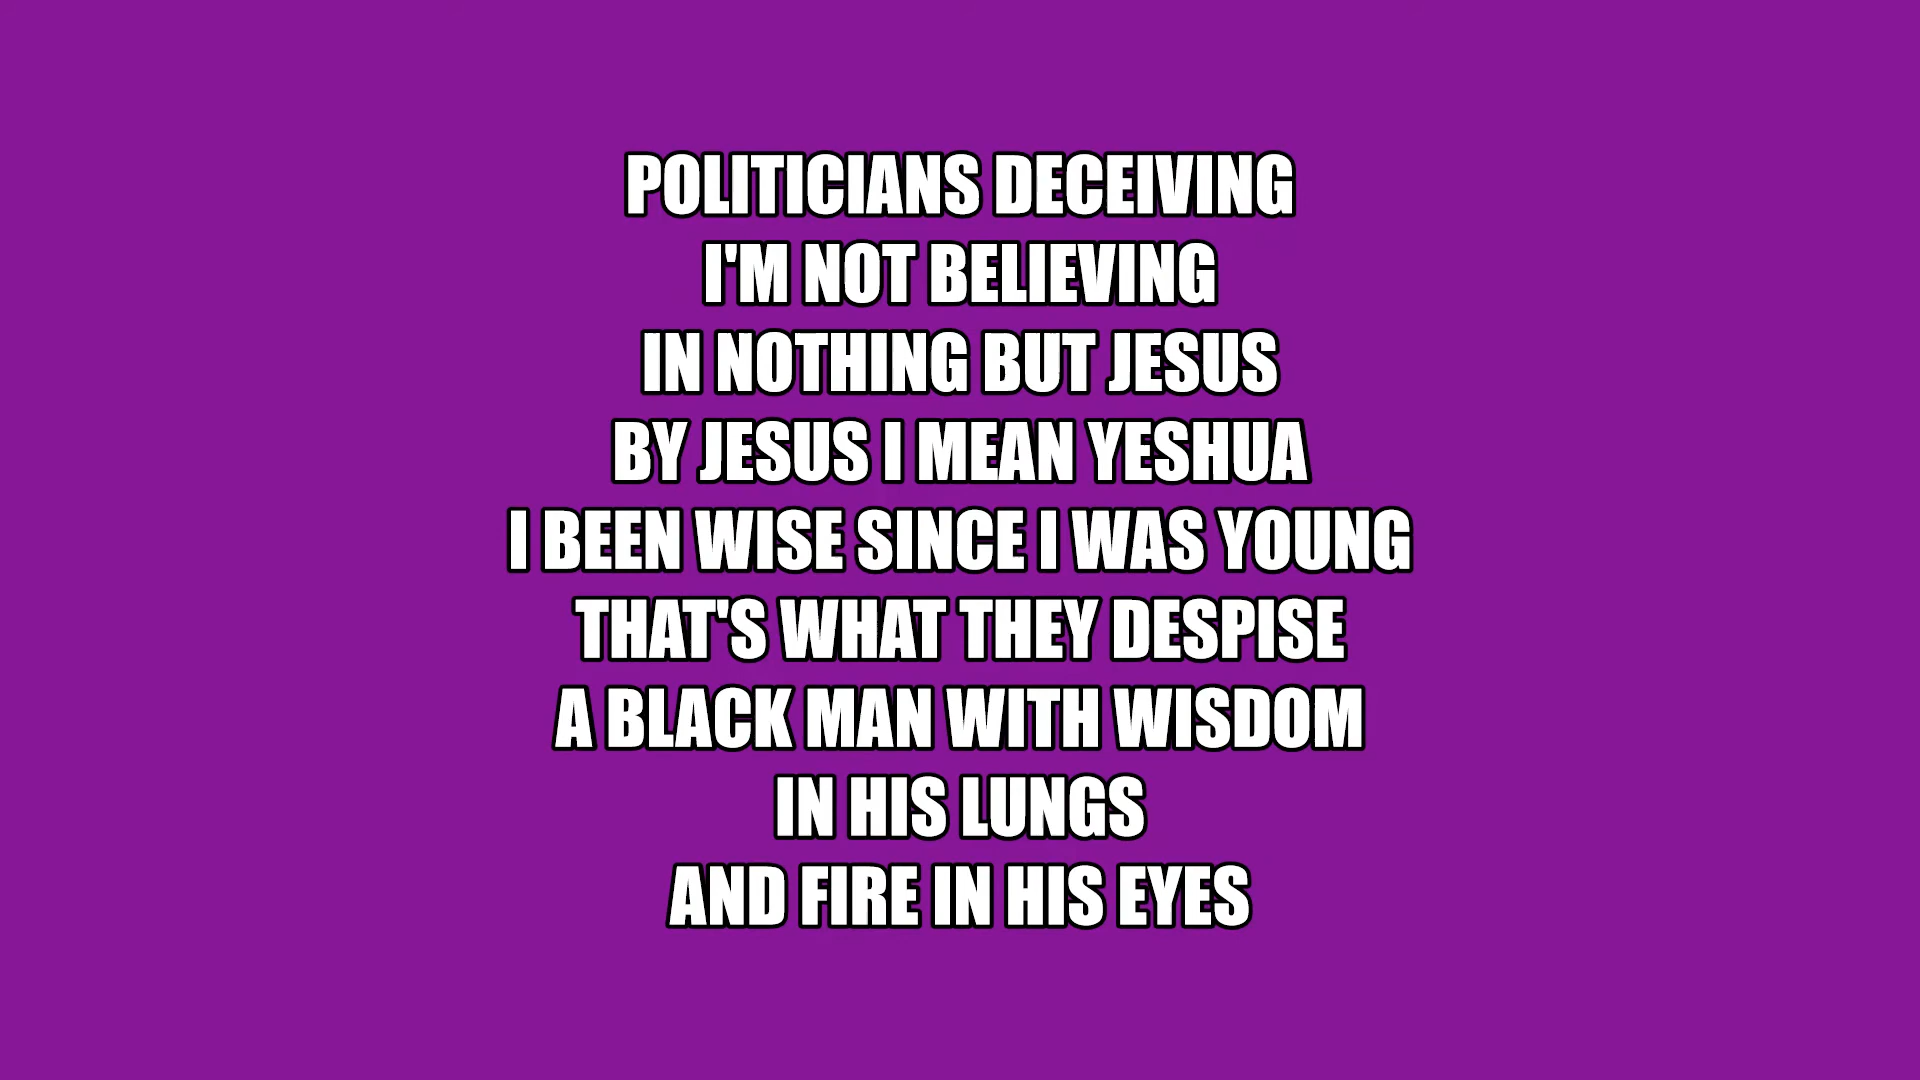 POLITICIANS DECEIVING
I'M NOT BELIEVING
IN NOTHING BUT JESUS
BY JESUS I MEAN YESHUA
I BEEN WISE SINCE I WAS YOUNG
THAT'S WHAT THEY DESPISE
A BLACK MAN WITH WISDOM
IN HIS LUNGS
AND FIRE IN HIS EYES